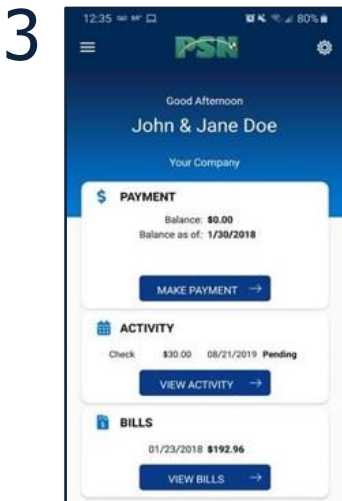 3
12:35
80%
PSN
Good Afternoon
John & Jane Doe
Your Company
$ PAYMENT
Balance: $0.00
Balance as of: 1/30/2018
MAKE PAYMENT →
ACTIVITY
Check $30.00 08/21/2019 Pending
VIEW ACTIVITY →
BILLS
01/23/2018 $192.96
VIEW BILLS →